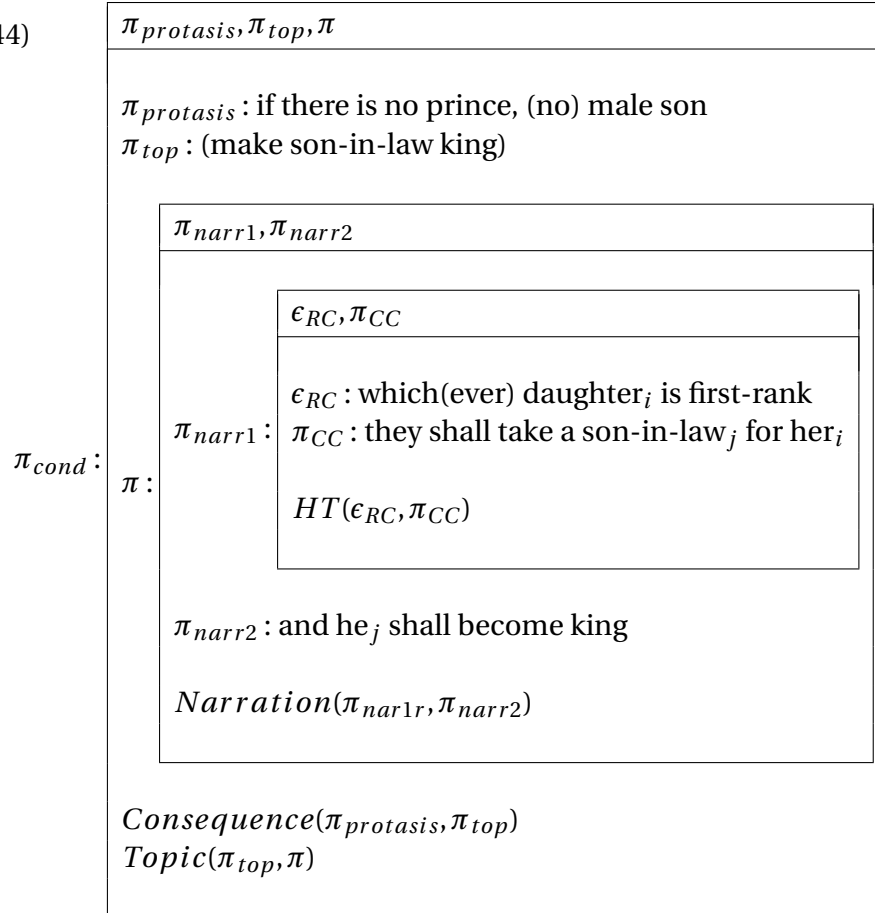 44)
π_protasis, π_top, π
π_protasis : if there is no prince, (no) male son
π_top : (make son-in-law king)
π_narr1, π_narr2
ϵ_RC, π_CC
ϵ_RC : which(ever) daughter_i is first-rank
π_narr1 : π_CC : they shall take a son-in-law_j for her_i
π_cond :
π :
HT(ϵ_RC, π_CC)
π_narr2 : and he_j shall become king
Narration(π_nar1r, π_narr2)
Consequence(π_protasis, π_top)
Topic(π_top, π)